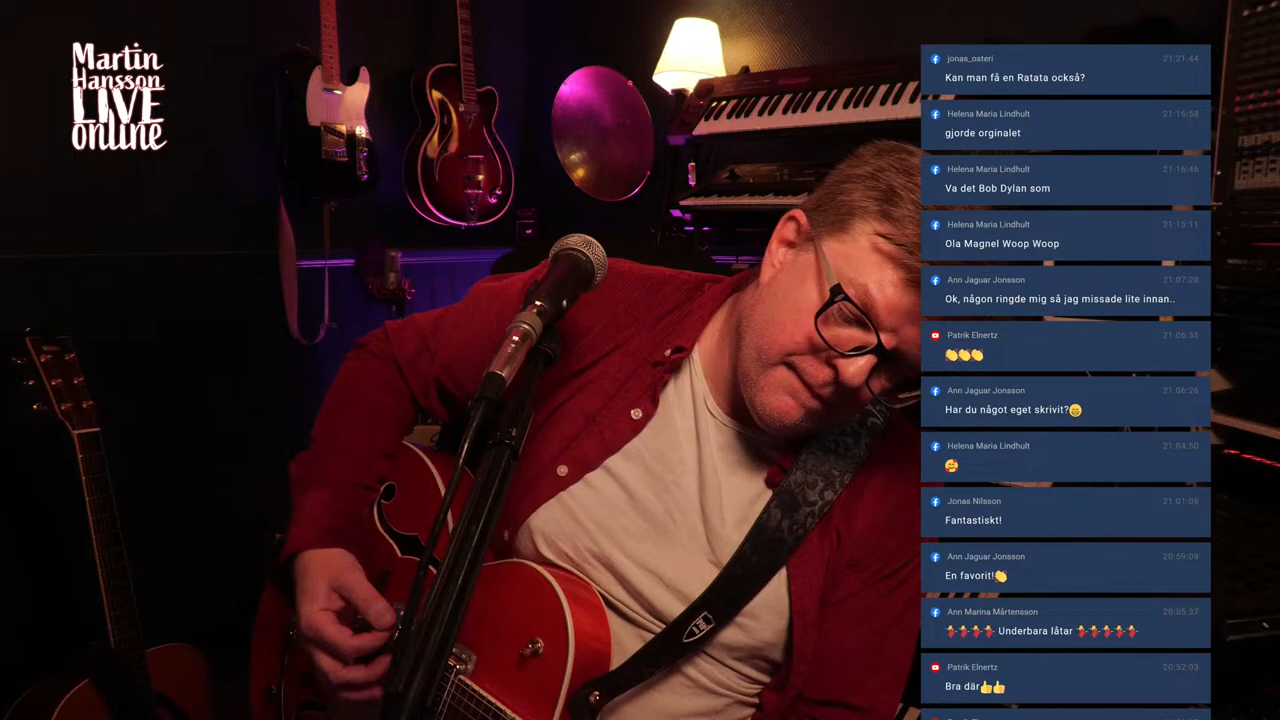 Martin
Hansson
LIVE
online
jonas_osteri 21:21:44
Kan man få en Ratata också?
Helena Maria Lindhult 21:16:58
gjorde orginalet
Helena Maria Lindhult 21:16:46
Va det Bob Dylan som
Helena Maria Lindhult 21:15:11
Ola Magnel Woop Woop
Ann Jaguar Jonsson 21:07:28
Ok, någon ringde mig så jag missade lite innan..
Patrik Elnertz 21:06:35
👏👏👏
Ann Jaguar Jonsson 21:06:26
Har du något eget skrivit?😄
Helena Maria Lindhult 21:04:50
🥰
Jonas Nilsson 21:01:06
Fantastiskt!
Ann Jaguar Jonsson 20:59:09
En favorit!👏
Ann Marina Mårtensson 20:55:37
💃💃💃💃 Underbara låtar 💃💃💃💃💃
Patrik Elnertz 20:52:03
Bra där👍👍